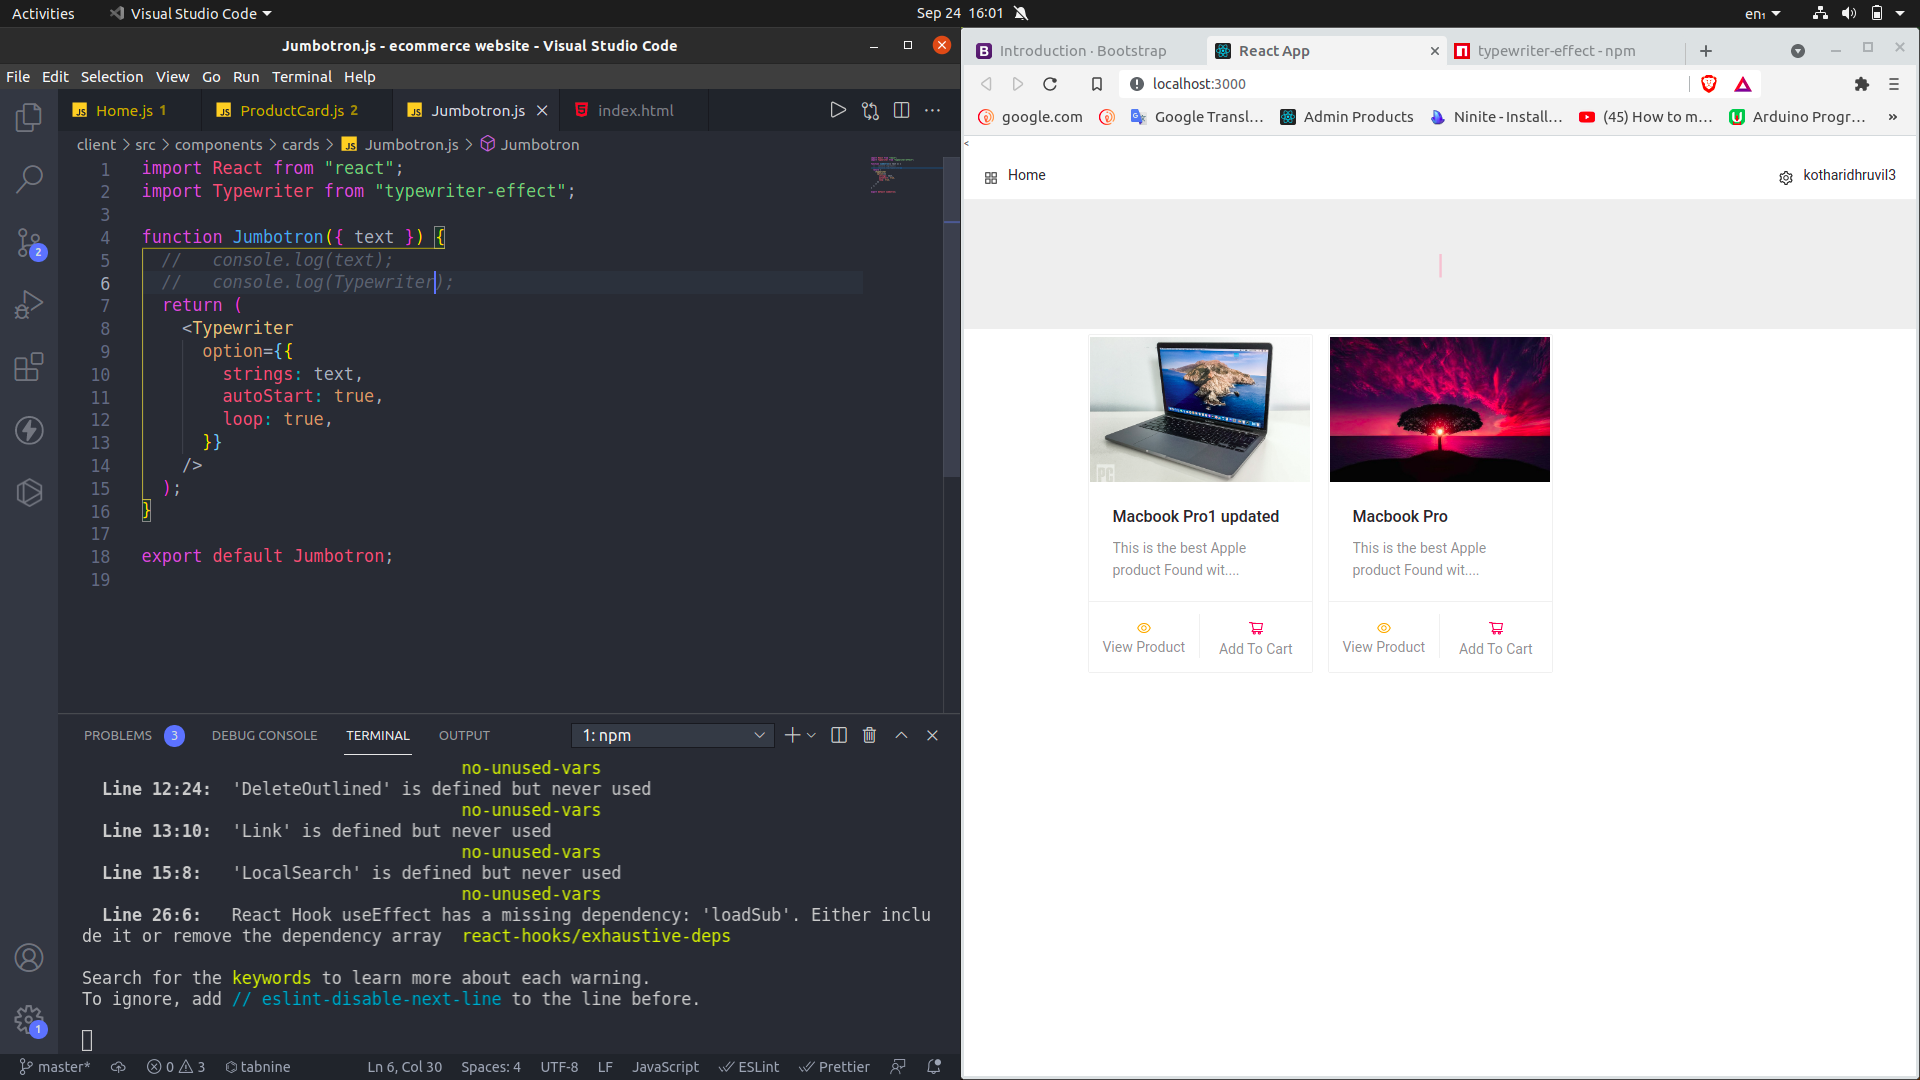 Activities
Visual Studio Code
Sep 24 16:01
en₁
Jumbotron.js - ecommerce website - Visual Studio Code
File Edit Selection View Go Run Terminal Help
Home.js 1
ProductCard.js 2
Jumbotron.js
index.html
client > src > components > cards > Jumbotron.js > Jumbotron
1 import React from "react";
2 import Typewriter from "typewriter-effect";
3
4 function Jumbotron({ text }) {
5 //   console.log(text);
6 //   console.log(Typewriter);
7 return (
8 <Typewriter
9 option={{
10 strings: text,
11 autoStart: true,
12 loop: true,
13 }}
14 />
15 );
16 }
17
18 export default Jumbotron;
19
PROBLEMS 3 DEBUG CONSOLE TERMINAL OUTPUT 1: npm
no-unused-vars
Line 12:24: 'DeleteOutlined' is defined but never used
no-unused-vars
Line 13:10: 'Link' is defined but never used
no-unused-vars
Line 15:8: 'LocalSearch' is defined but never used
no-unused-vars
Line 26:6: React Hook useEffect has a missing dependency: 'loadSub'. Either inclu
de it or remove the dependency array react-hooks/exhaustive-deps
Search for the keywords to learn more about each warning.
To ignore, add // eslint-disable-next-line to the line before.
2
1
master* 0 3 tabnine Ln 6, Col 30 Spaces: 4 UTF-8 LF JavaScript ESLint Prettier
Introduction · Bootstrap
React App
typewriter-effect - npm
localhost:3000
google.com
Google Transl...
Admin Products
Ninite - Install...
(45) How to m...
Arduino Progr...
»
<
Home
kotharidhruvil3
PC
Macbook Pro1 updated
This is the best Apple
product Found wit....
View Product
Add To Cart
Macbook Pro
This is the best Apple
product Found wit....
View Product
Add To Cart